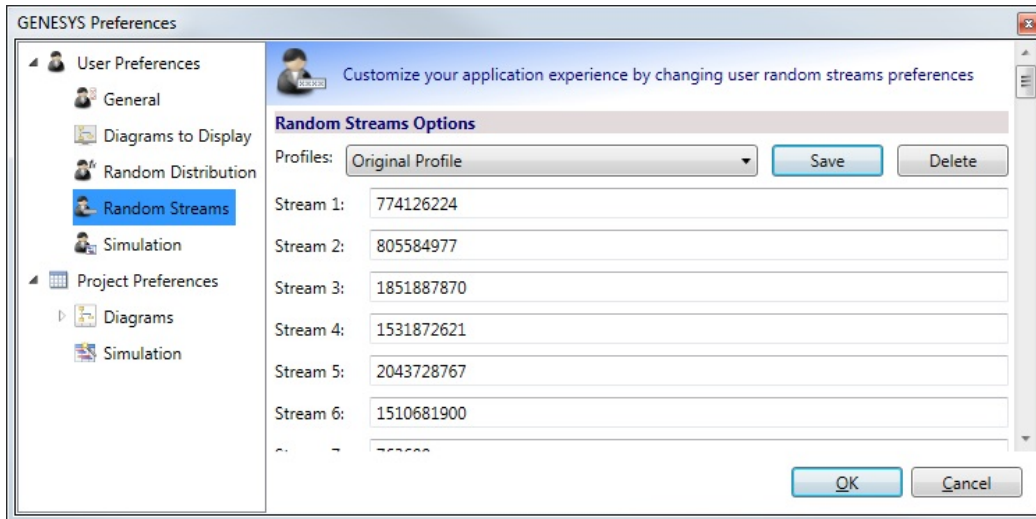 GENESYS Preferences
User Preferences
General
Diagrams to Display
Random Distribution
Random Streams
Simulation
Project Preferences
Diagrams
Simulation
Customize your application experience by changing user random streams preferences
Random Streams Options
Profiles: Original Profile Save Delete
Stream 1: 774126224
Stream 2: 805584977
Stream 3: 1851887870
Stream 4: 1531872621
Stream 5: 2043728767
Stream 6: 1510681900
OK Cancel